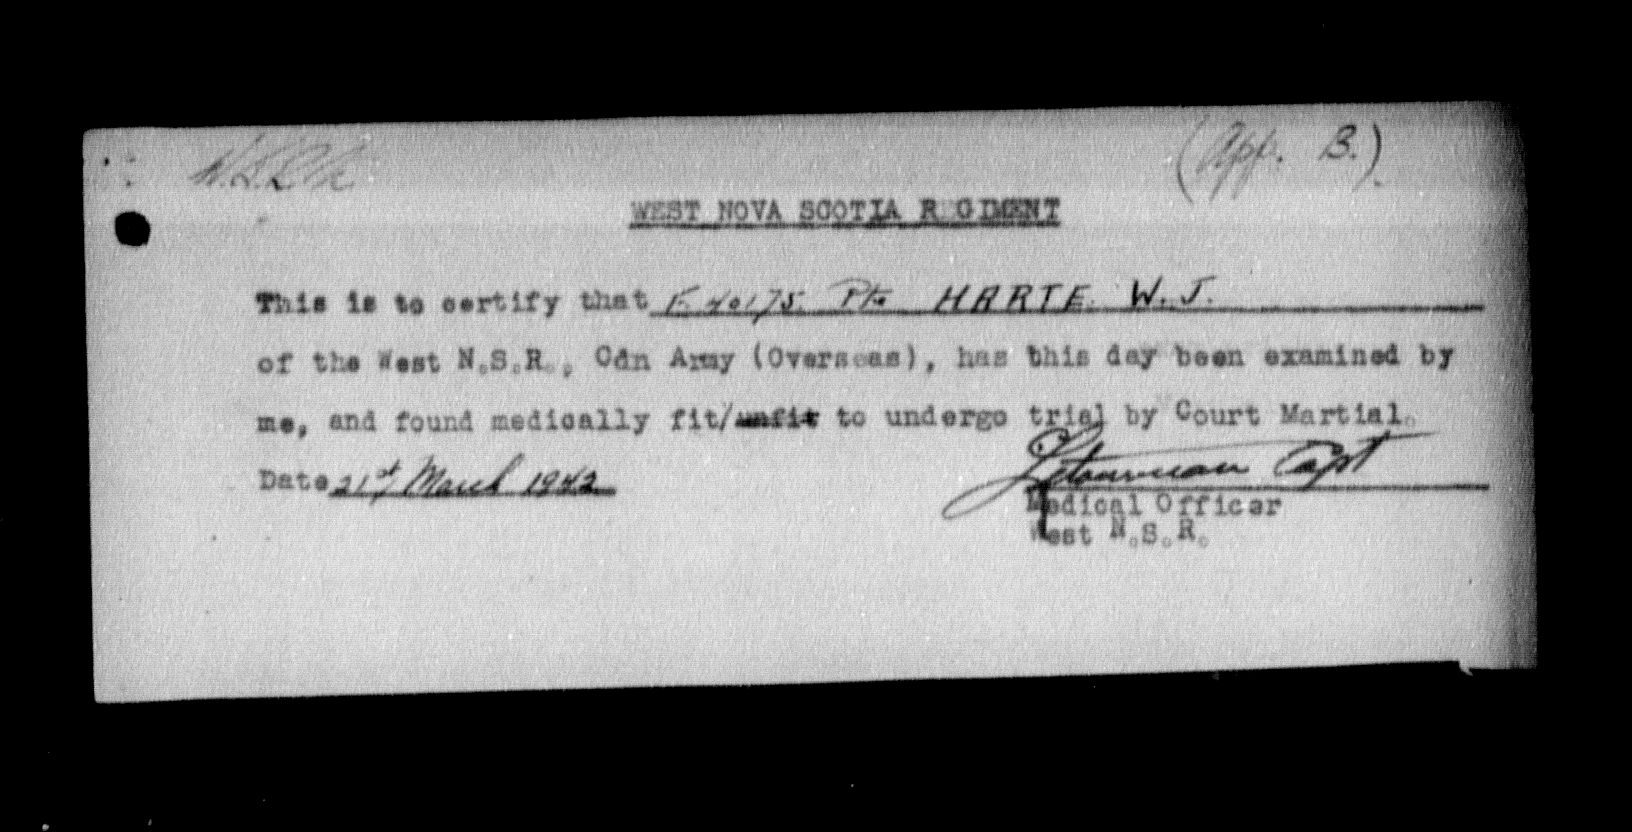 (App. B.)
WEST NOVA SCOTIA REGIMENT
This is to certify that F. 40175. Pte HARTE. W.J.
of the West N.S.R., Cdn Army (Overseas), has this day been examined by
me, and found medically fit/unfit to undergo trial by Court Martial.
Date 21st March 1942
Capt
Medical Officer
West N.S.R.